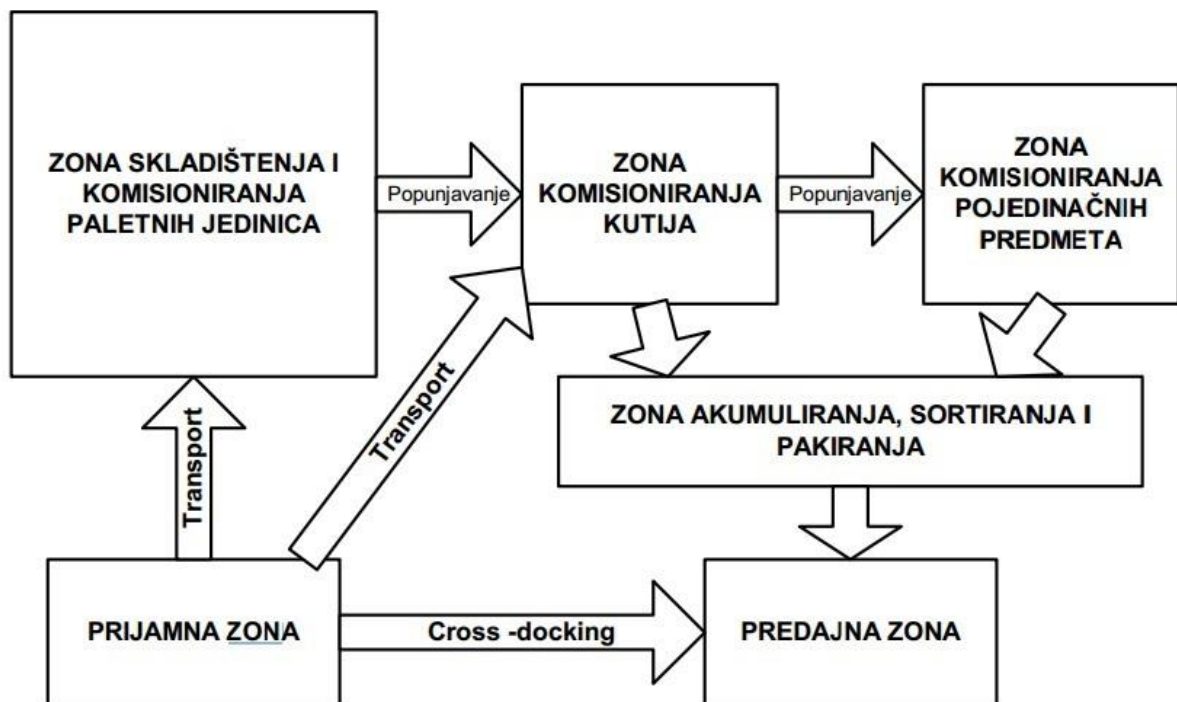 ZONA SKLADIŠTENJA I
KOMISIONIRANJA
PALETNIH JEDINICA
Popunjavanje
ZONA
KOMISIONIRANJA
KUTIJA
Popunjavanje
ZONA
KOMISIONIRANJA
POJEDINAČNIH
PREDMETA
Transport
Transport
ZONA AKUMULIRANJA, SORTIRANJA I
PAKIRANJA
PRIJAMNA ZONA
Cross -docking
PREDAJNA ZONA